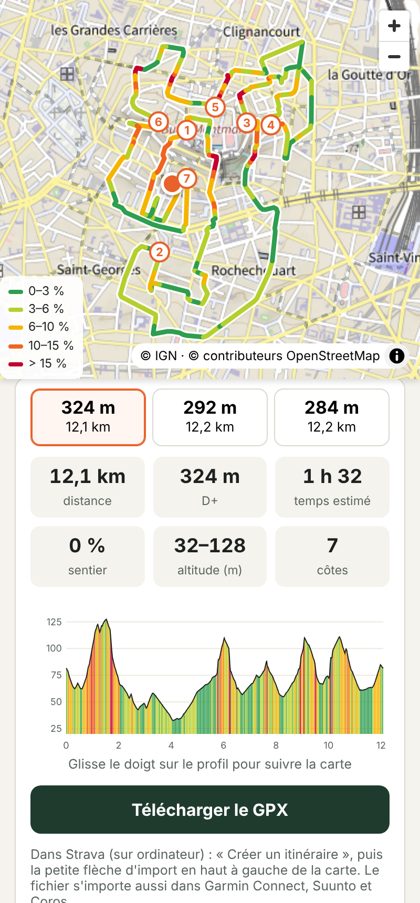 les Grandes Carrières
Clignancourt
+
−
la Goutte d'Or
5
6
3
4
1
Butte Montmartre
7
2
Saint-Georges
Rochechouart
Saint-Vin
0–3 %
3–6 %
6–10 %
10–15 %
> 15 %
© IGN · © contributeurs OpenStreetMap
324 m
12,1 km
292 m
12,2 km
284 m
12,2 km
12,1 km
distance
324 m
D+
1 h 32
temps estimé
0 %
sentier
32–128
altitude (m)
7
côtes
125
100
75
50
25
0 2 4 6 8 10 12
Glisse le doigt sur le profil pour suivre la carte
Télécharger le GPX
Dans Strava (sur ordinateur) : « Créer un itinéraire », puis
la petite flèche d'import en haut à gauche de la carte. Le
fichier s'importe aussi dans Garmin Connect, Suunto et
Coros